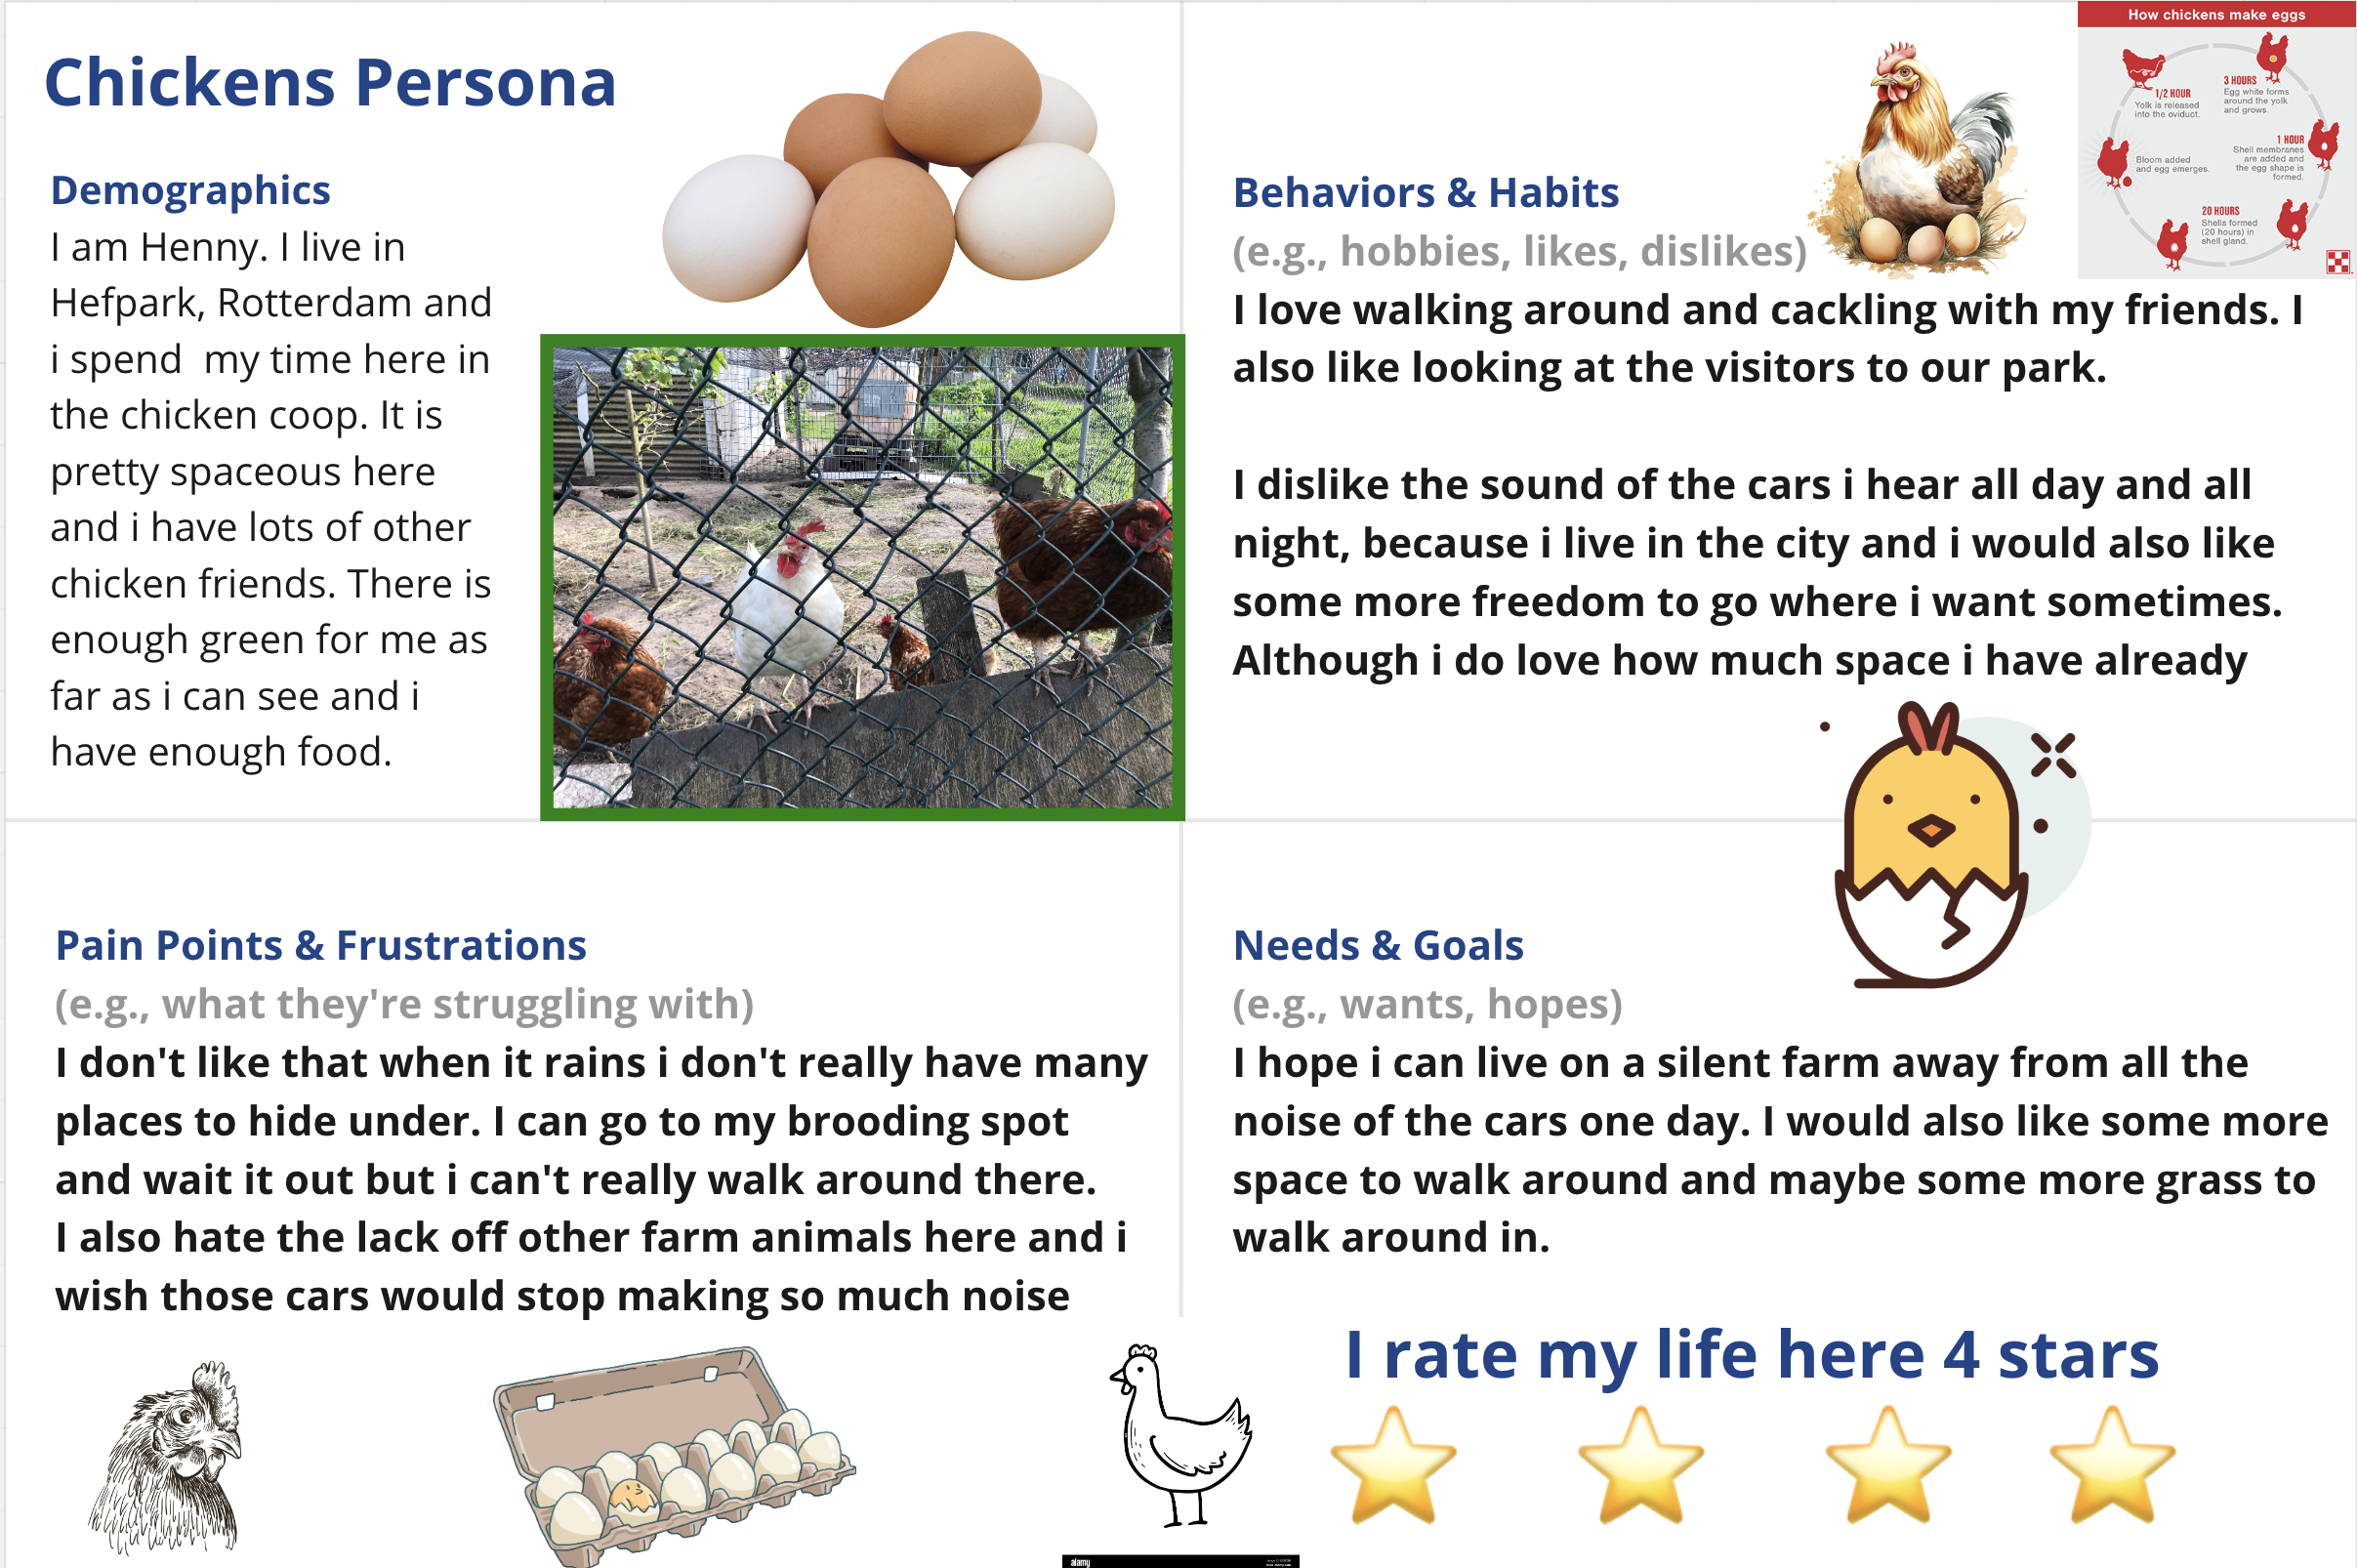 Chickens Persona
Demographics
I am Henny. I live in
Hefpark, Rotterdam and
i spend  my time here in
the chicken coop. It is
pretty spaceous here
and i have lots of other
chicken friends. There is
enough green for me as
far as i can see and i
have enough food.
How chickens make eggs
1/2 HOUR
Yolk is released
into the oviduct.
3 HOURS
Egg white forms
around the yolk
and grows.
1 HOUR
Shell membranes
are added and
the egg shape is
formed.
20 HOURS
Shells formed
(20 hours) in
shell gland.
Bloom added
and egg emerges.
Behaviors & Habits
(e.g., hobbies, likes, dislikes)
I love walking around and cackling with my friends. I
also like looking at the visitors to our park.
I dislike the sound of the cars i hear all day and all
night, because i live in the city and i would also like
some more freedom to go where i want sometimes.
Although i do love how much space i have already
Pain Points & Frustrations
(e.g., what they're struggling with)
I don't like that when it rains i don't really have many
places to hide under. I can go to my brooding spot
and wait it out but i can't really walk around there.
I also hate the lack off other farm animals here and i
wish those cars would stop making so much noise
Needs & Goals
(e.g., wants, hopes)
I hope i can live on a silent farm away from all the
noise of the cars one day. I would also like some more
space to walk around and maybe some more grass to
walk around in.
I rate my life here 4 stars
alamy